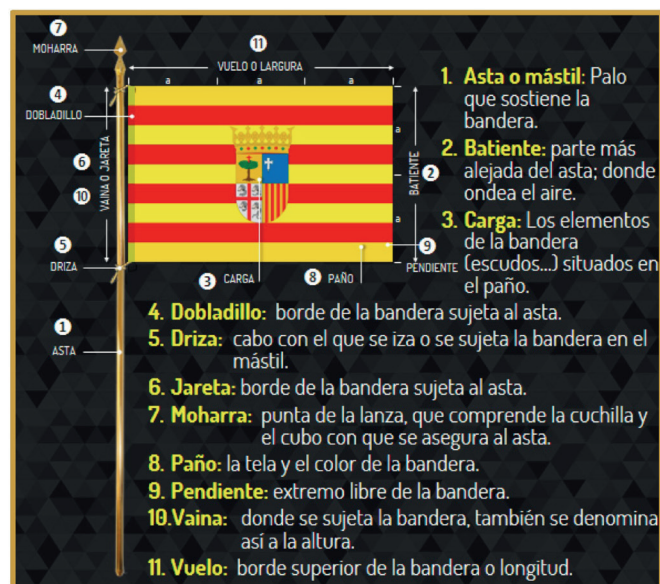 7
MOHARRA
11
VUELO O LARGURA
a a a
4
DOBLADILLO
a
6
VAINA O JARETA
10
BATIENTE
2
a
5
DRIZA
9
PENDIENTE
3 CARGA
8 PAÑO
1
ASTA
1. Asta o mástil: Palo
que sostiene la
bandera.
2. Batiente: parte más
alejada del asta; donde
ondea el aire.
3. Carga: Los elementos
de la bandera
(escudos...) situados en
el paño.
4. Dobladillo: borde de la bandera sujeta al asta.
5. Driza: cabo con el que se iza o se sujeta la bandera en el
mástil.
6. Jareta: borde de la bandera sujeta al asta.
7. Moharra: punta de la lanza, que comprende la cuchilla y
el cubo con que se asegura al asta.
8. Paño: la tela y el color de la bandera.
9. Pendiente: extremo libre de la bandera.
10.Vaina: donde se sujeta la bandera, también se denomina
así a la altura.
11. Vuelo: borde superior de la bandera o longitud.